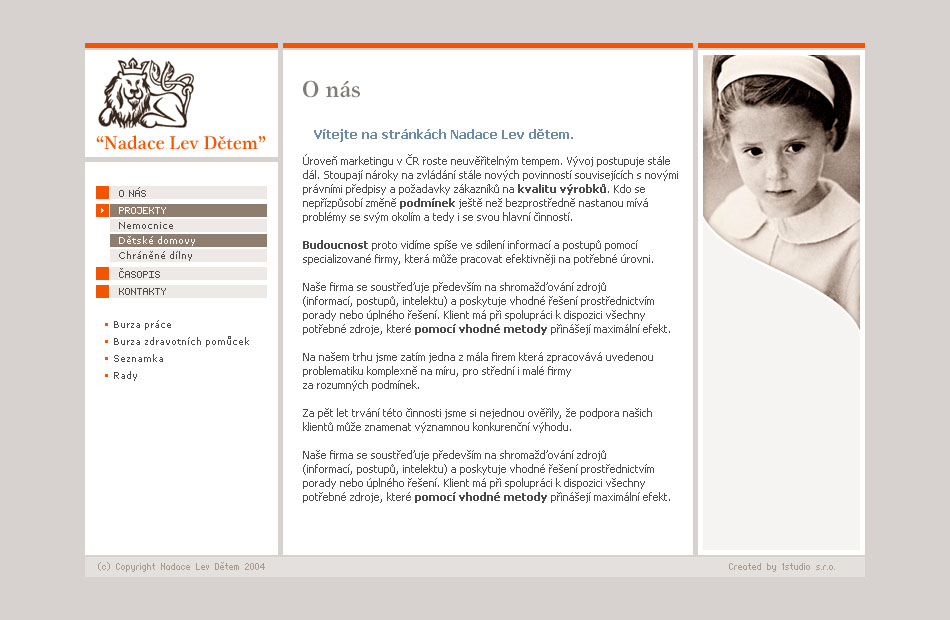 “Nadace Lev Dětem”
O NÁS
PROJEKTY
Nemocnice
Dětské domovy
Chráněné dílny
ČASOPIS
KONTAKTY
Burza práce
Burza zdravotních pomůcek
Seznamka
Rady
O nás
Vítejte na stránkách Nadace Lev dětem.
Úroveň marketingu v ČR roste neuvěřitelným tempem. Vývoj postupuje stále
dál. Stoupají nároky na zvládání stále nových povinností souvisejících s novými
právními předpisy a požadavky zákazníků na kvalitu výrobků. Kdo se
nepřizpůsobí změně podmínek ještě než bezprostředně nastanou mívá
problémy se svým okolím a tedy i se svou hlavní činností.
Budoucnost proto vidíme spíše ve sdílení informací a postupů pomocí
specializované firmy, která může pracovat efektivněji na potřebné úrovni.
Naše firma se soustřeďuje především na shromažďování zdrojů
(informací, postupů, intelektu) a poskytuje vhodné řešení prostřednictvím
porady nebo úplného řešení. Klient má při spolupráci k dispozici všechny
potřebné zdroje, které pomocí vhodné metody přinášejí maximální efekt.
Na našem trhu jsme zatím jedna z mála firem která zpracovává uvedenou
problematiku komplexně na míru, pro střední i malé firmy
za rozumných podmínek.
Za pět let trvání této činnosti jsme si nejednou ověřily, že podpora našich
klientů může znamenat významnou konkurenční výhodu.
Naše firma se soustřeďuje především na shromažďování zdrojů
(informací, postupů, intelektu) a poskytuje vhodné řešení prostřednictvím
porady nebo úplného řešení. Klient má při spolupráci k dispozici všechny
potřebné zdroje, které pomocí vhodné metody přinášejí maximální efekt.
(c) Copyright Nadace Lev Dětem 2004
Created by 1studio s.r.o.